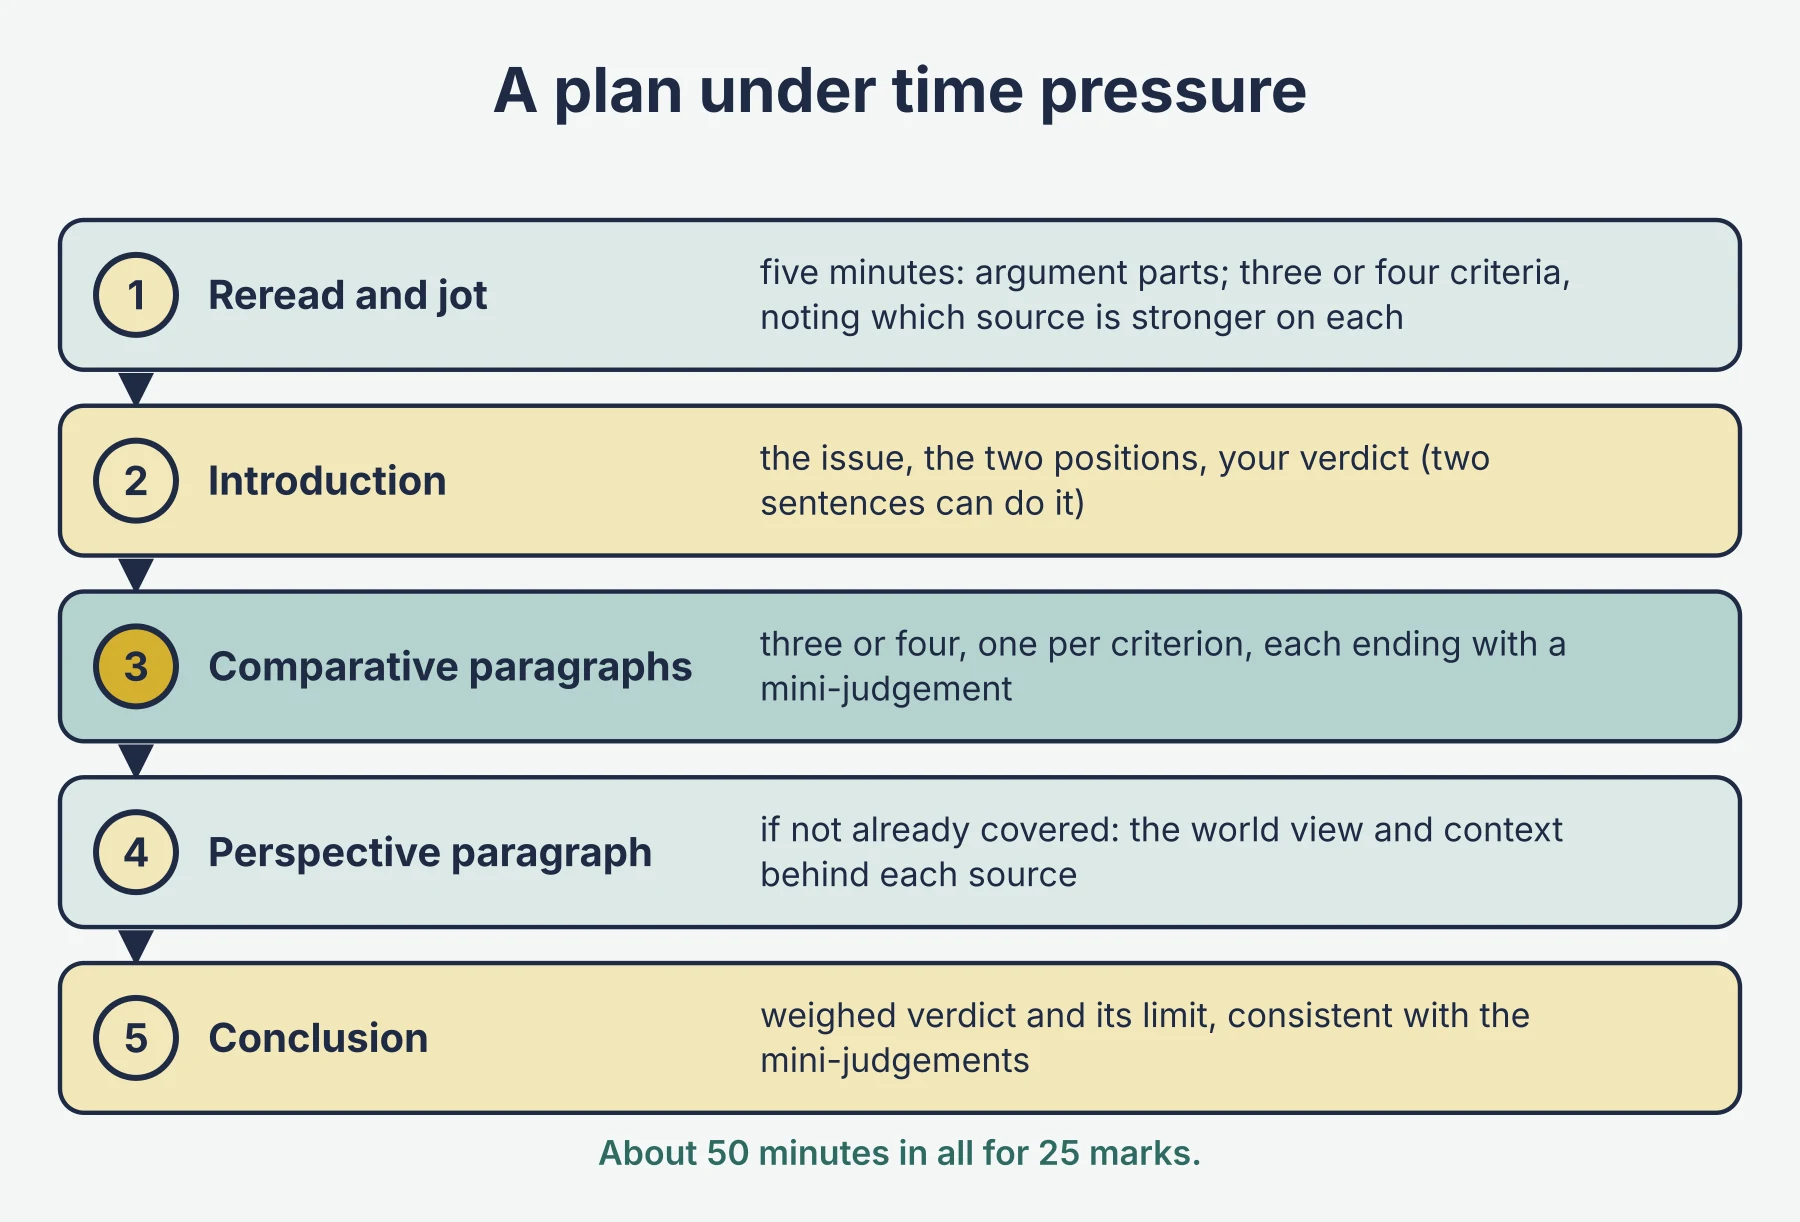 A plan under time pressure
1
Reread and jot
five minutes: argument parts; three or four criteria,
noting which source is stronger on each
2
Introduction
the issue, the two positions, your verdict (two
sentences can do it)
3
Comparative paragraphs
three or four, one per criterion, each ending with a
mini-judgement
4
Perspective paragraph
if not already covered: the world view and context
behind each source
5
Conclusion
weighed verdict and its limit, consistent with the
mini-judgements
About 50 minutes in all for 25 marks.